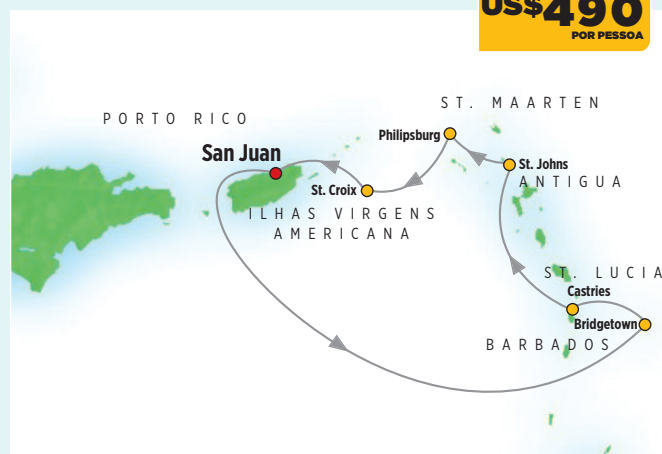 US$490
POR PESSOA
ST. MAARTEN
PORTO RICO
Philipsburg
San Juan
St. Johns
ANTIGUA
St. Croix
ILHAS VIRGENS
AMERICANA
ST. LUCIA
Castries
Bridgetown
BARBADOS